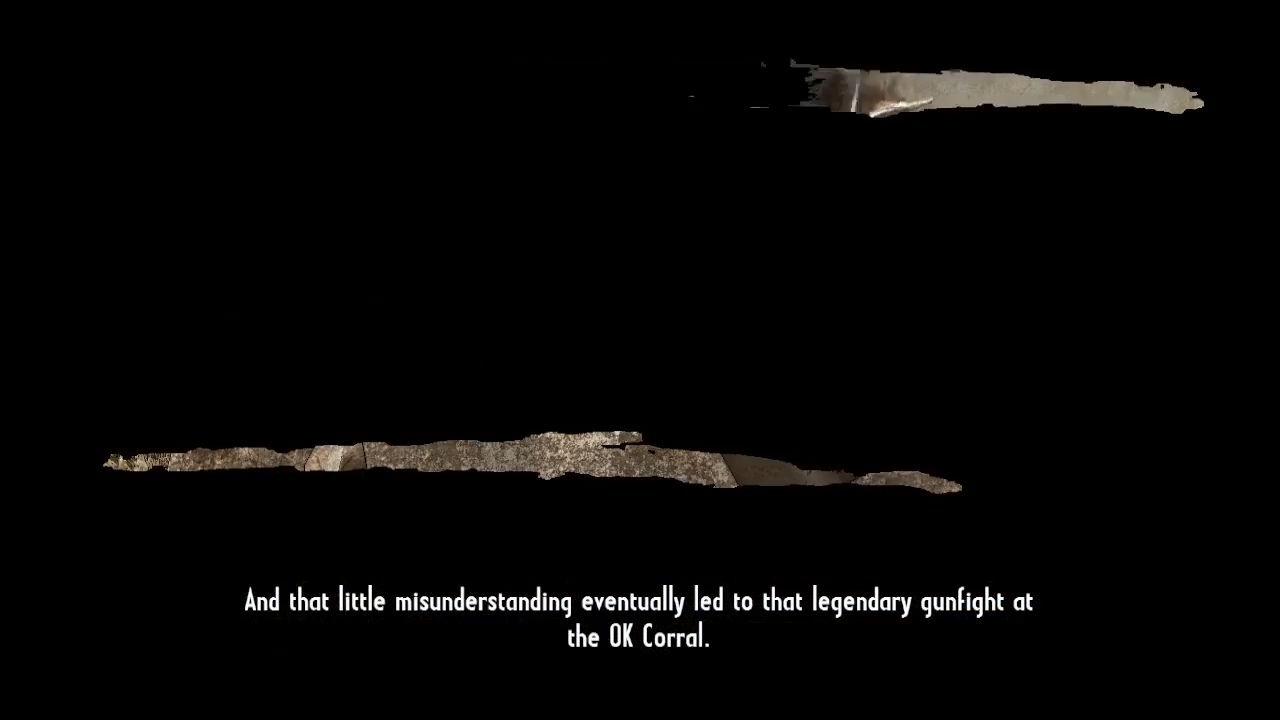 And that little misunderstanding eventually led to that legendary gunfight at
the OK Corral.